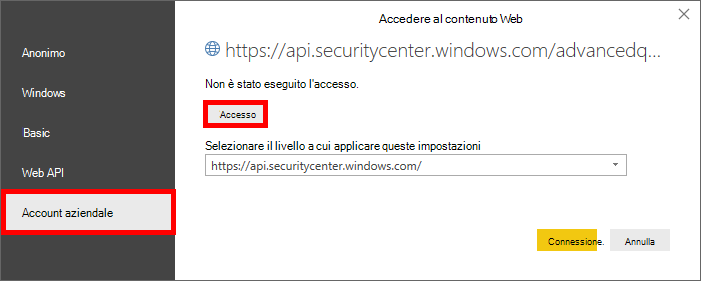 Accedere al contenuto Web
Anonimo
Windows
Basic
Web API
Account aziendale
https://api.securitycenter.windows.com/advancedq...
Non è stato eseguito l'accesso.
Accesso
Selezionare il livello a cui applicare queste impostazioni
https://api.securitycenter.windows.com/
Connessione.
Annulla